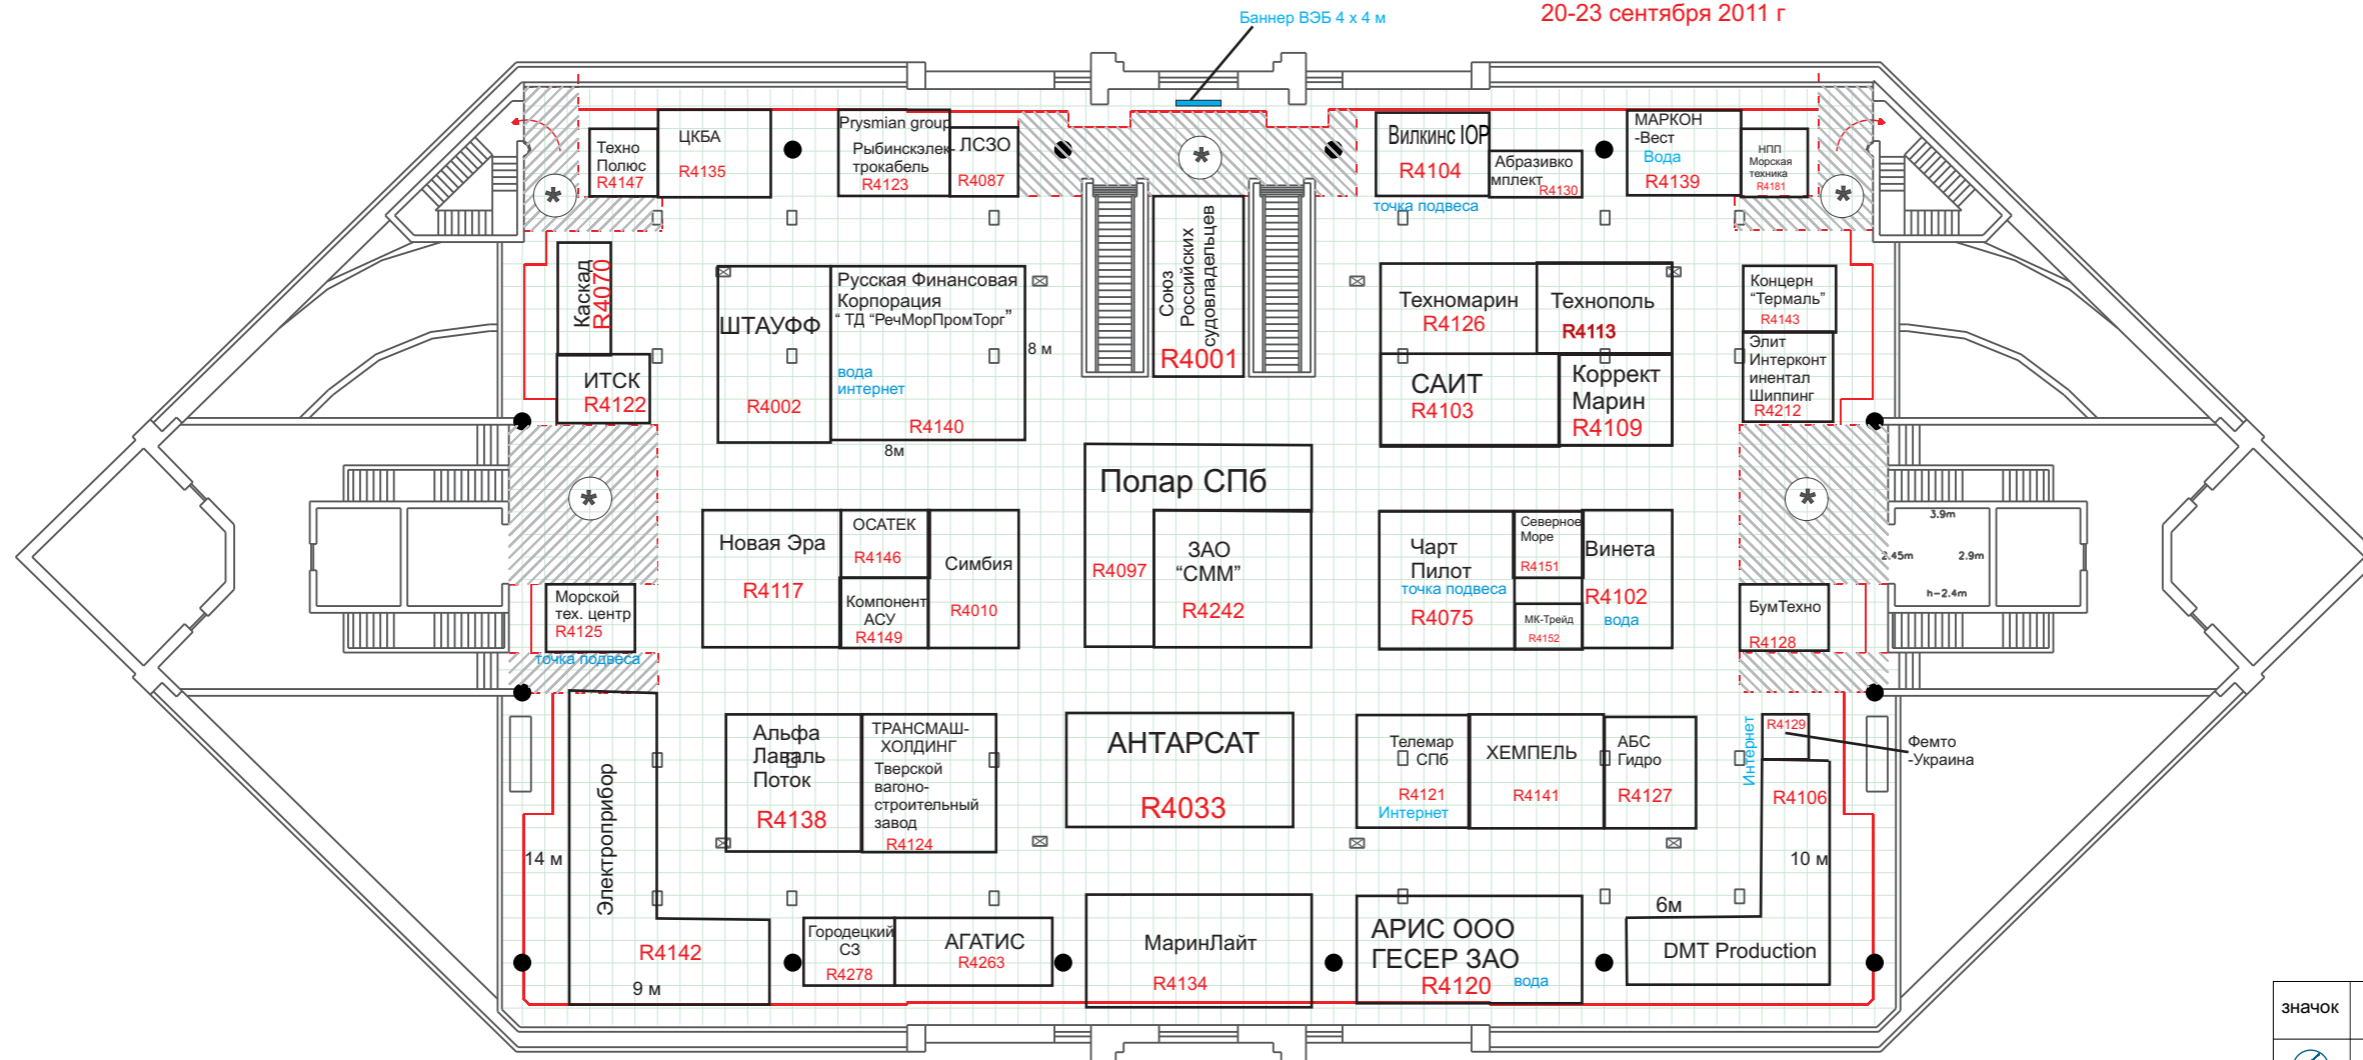 Баннер ВЭБ 4 х 4 м
20-23 сентября 2011 г
Техно
Полюс
R4147
ЦКБА
R4135
Prysmian group
Рыбинскэлек-
трокабель
R4123
ЛСЗО
R4087
*
Вилкинс IOP
R4104
точка подвеса
Абразивко
мплект
R4130
МАРКОН
-Вест
Вода
R4139
НПП
Морская
техника
R4181
*
*
Каскад
R4070
ИТСК
R4122
ШТАУФФ
R4002
Русская Финансовая
Корпорация
“ ТД “РечМорПромТорг”
вода
интернет
R4140
8 м
8м
Союз
Российских
судовладельцев
R4001
Техномарин
R4126
Технополь
R4113
САИТ
R4103
Коррект
Марин
R4109
Концерн
“Термаль”
R4143
Элит
Интерконт
инентал
Шиппинг
R4212
*
*
Полар СПб
R4097
ЗАО
“СММ”
R4242
Новая Эра
R4117
ОСАТЕК
R4146
Компонент
АСУ
R4149
Симбия
R4010
Чарт
Пилот
точка подвеса
R4075
Северное
Море
R4151
МК-Трейд
R4152
Винета
R4102
вода
3.9m
2.45m
2.9m
h-2.4m
Морской
тех. центр
R4125
точка подвеса
БумТехно
R4128
Электроприбор
14 м
R4142
9 м
Альфа
Лаваль
Поток
R4138
ТРАНСМАШ-
ХОЛДИНГ
Тверской
вагоно-
строительный
завод
R4124
АНТАРСАТ
R4033
Телемар
СПб
R4121
Интернет
ХЕМПЕЛЬ
R4141
АБС
Гидро
R4127
Интернет
R4129
Фемто
-Украина
R4106
10 м
6м
DMT Production
Городецкий
СЗ
R4278
АГАТИС
R4263
МаринЛайт
R4134
АРИС ООО
ГЕСЕР ЗАО
R4120
вода
значок